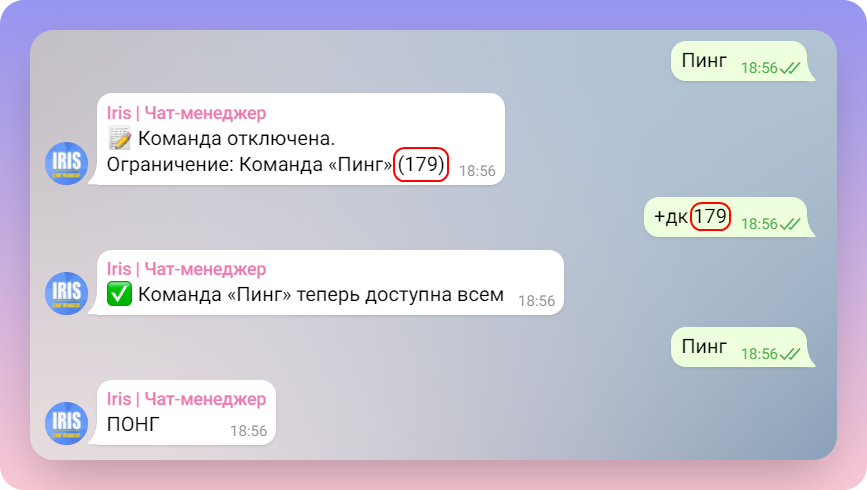 Пинг 18:56
Iris | Чат-менеджер
Команда отключена.
Ограничение: Команда «Пинг» (179) 18:56
IRIS
+дк 179 18:56
Iris | Чат-менеджер
Команда «Пинг» теперь доступна всем 18:56
IRIS
Пинг 18:56
Iris | Чат-менеджер
ПОНГ 18:56
IRIS